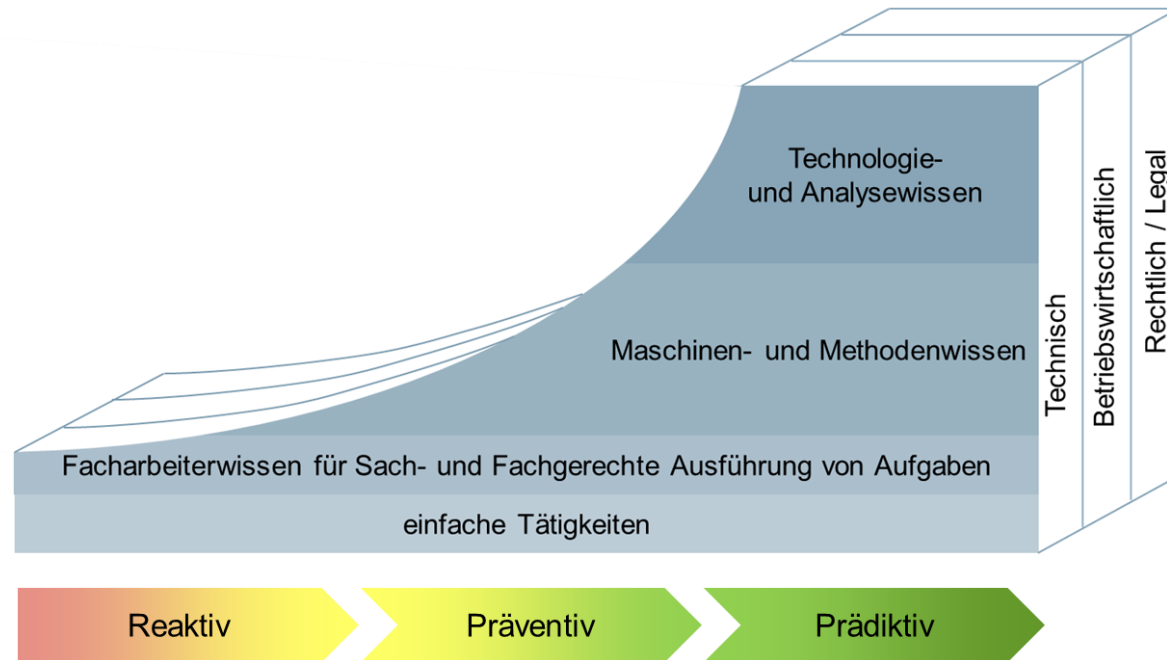 Technologie-
und Analysewissen
Maschinen- und Methodenwissen
Facharbeiterwissen für Sach- und Fachgerechte Ausführung von Aufgaben
einfache Tätigkeiten
Technisch
Betriebswirtschaftlich
Rechtlich / Legal
Reaktiv
Präventiv
Prädiktiv